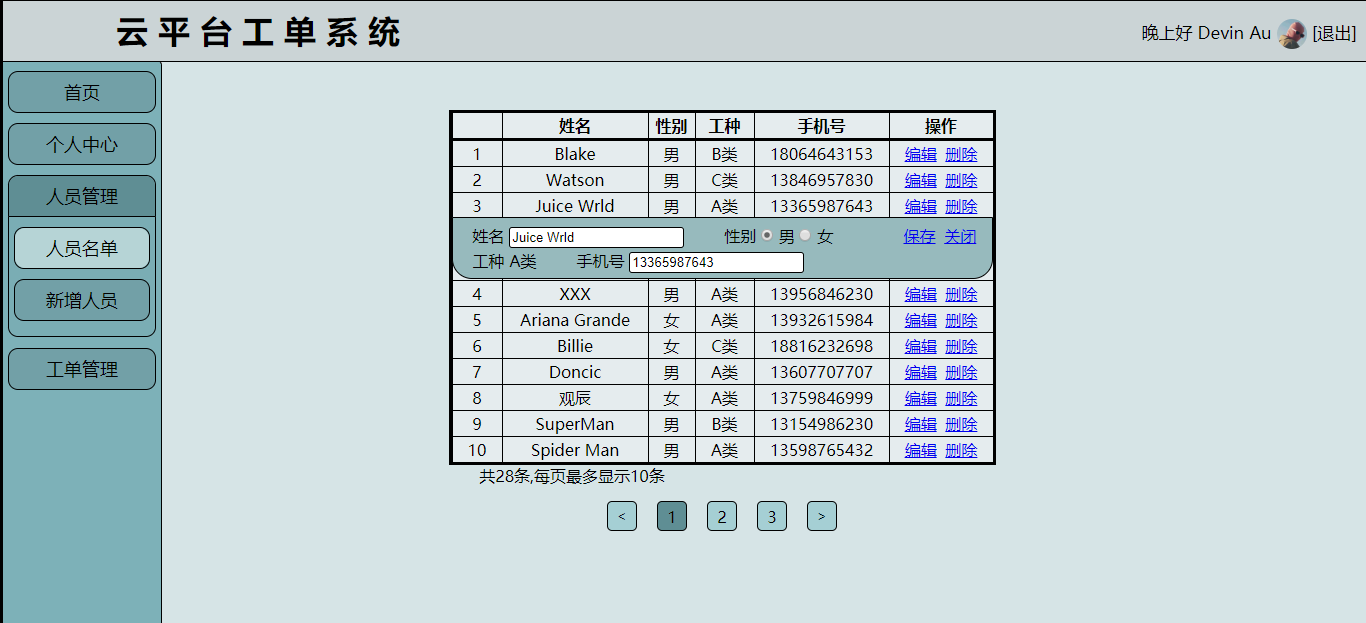 云平台工单系统
晚上好 Devin Au [退出]
首页
个人中心
人员管理
人员名单
新增人员
工单管理
姓名 性别 工种 手机号 操作
1 Blake 男 B类 18064643153 编辑 删除
2 Watson 男 C类 13846957830 编辑 删除
3 Juice Wrld 男 A类 13365987643 编辑 删除
姓名 Juice Wrld 性别 男 女 保存 关闭
工种 A类 手机号 13365987643
4 XXX 男 A类 13956846230 编辑 删除
5 Ariana Grande 女 A类 13932615984 编辑 删除
6 Billie 女 C类 18816232698 编辑 删除
7 Doncic 男 A类 13607707707 编辑 删除
8 观辰 女 A类 13759846999 编辑 删除
9 SuperMan 男 B类 13154986230 编辑 删除
10 Spider Man 男 A类 13598765432 编辑 删除
共28条,每页最多显示10条
< 1 2 3 >